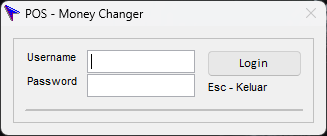 POS - Money Changer
Username
Login
Password
Esc - Keluar